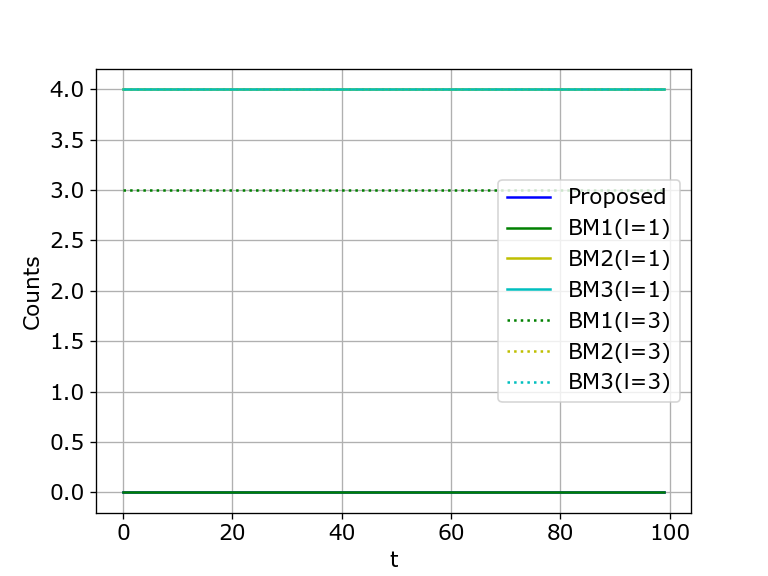 4.0
3.5
3.0
2.5
2.0
1.5
1.0
0.5
0.0
Counts
0 20 40 60 80 100
t
Proposed
BM1(l=1)
BM2(l=1)
BM3(l=1)
BM1(l=3)
BM2(l=3)
BM3(l=3)